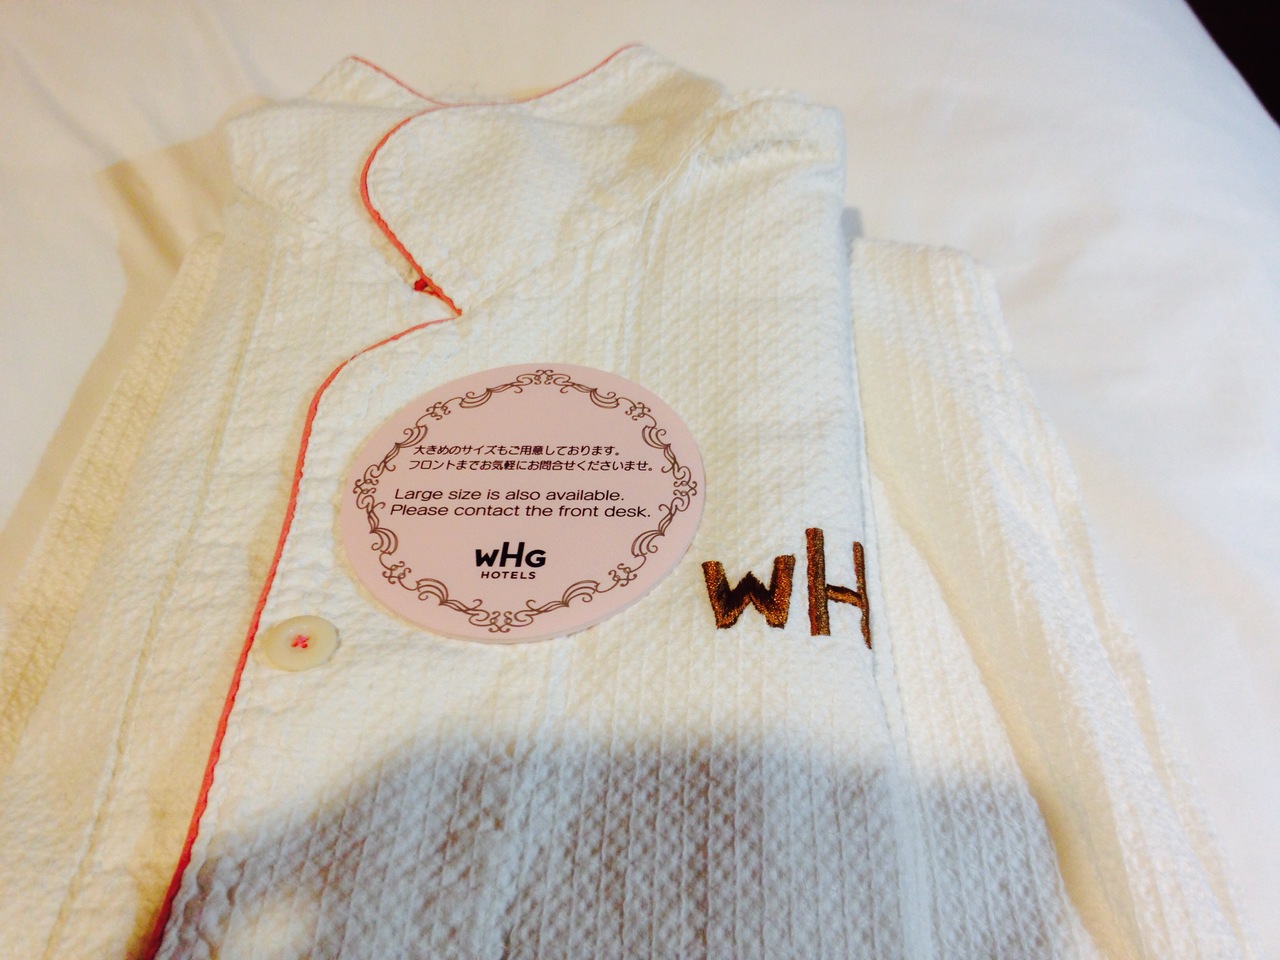 大きめのサイズもご用意しております。
フロントまでお気軽にお問合せくださいませ。
Large size is also available.
Please contact the front desk.
WHG
HOTELS
WH